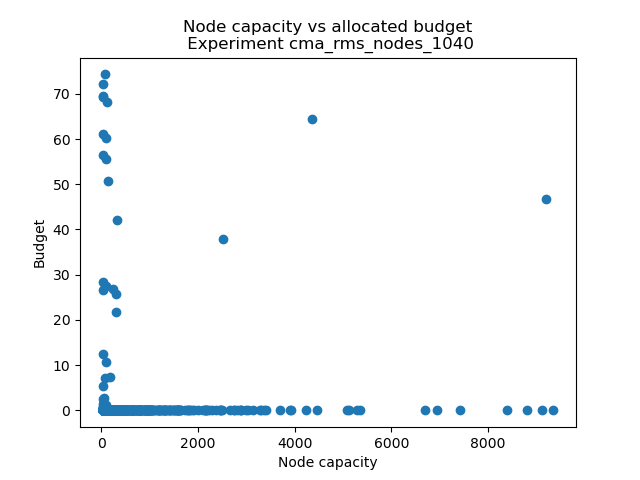 Node capacity vs allocated budget
Experiment cma_rms_nodes_1040
70
60
50
40
30
20
10
0
Budget
0 2000 4000 6000 8000
Node capacity